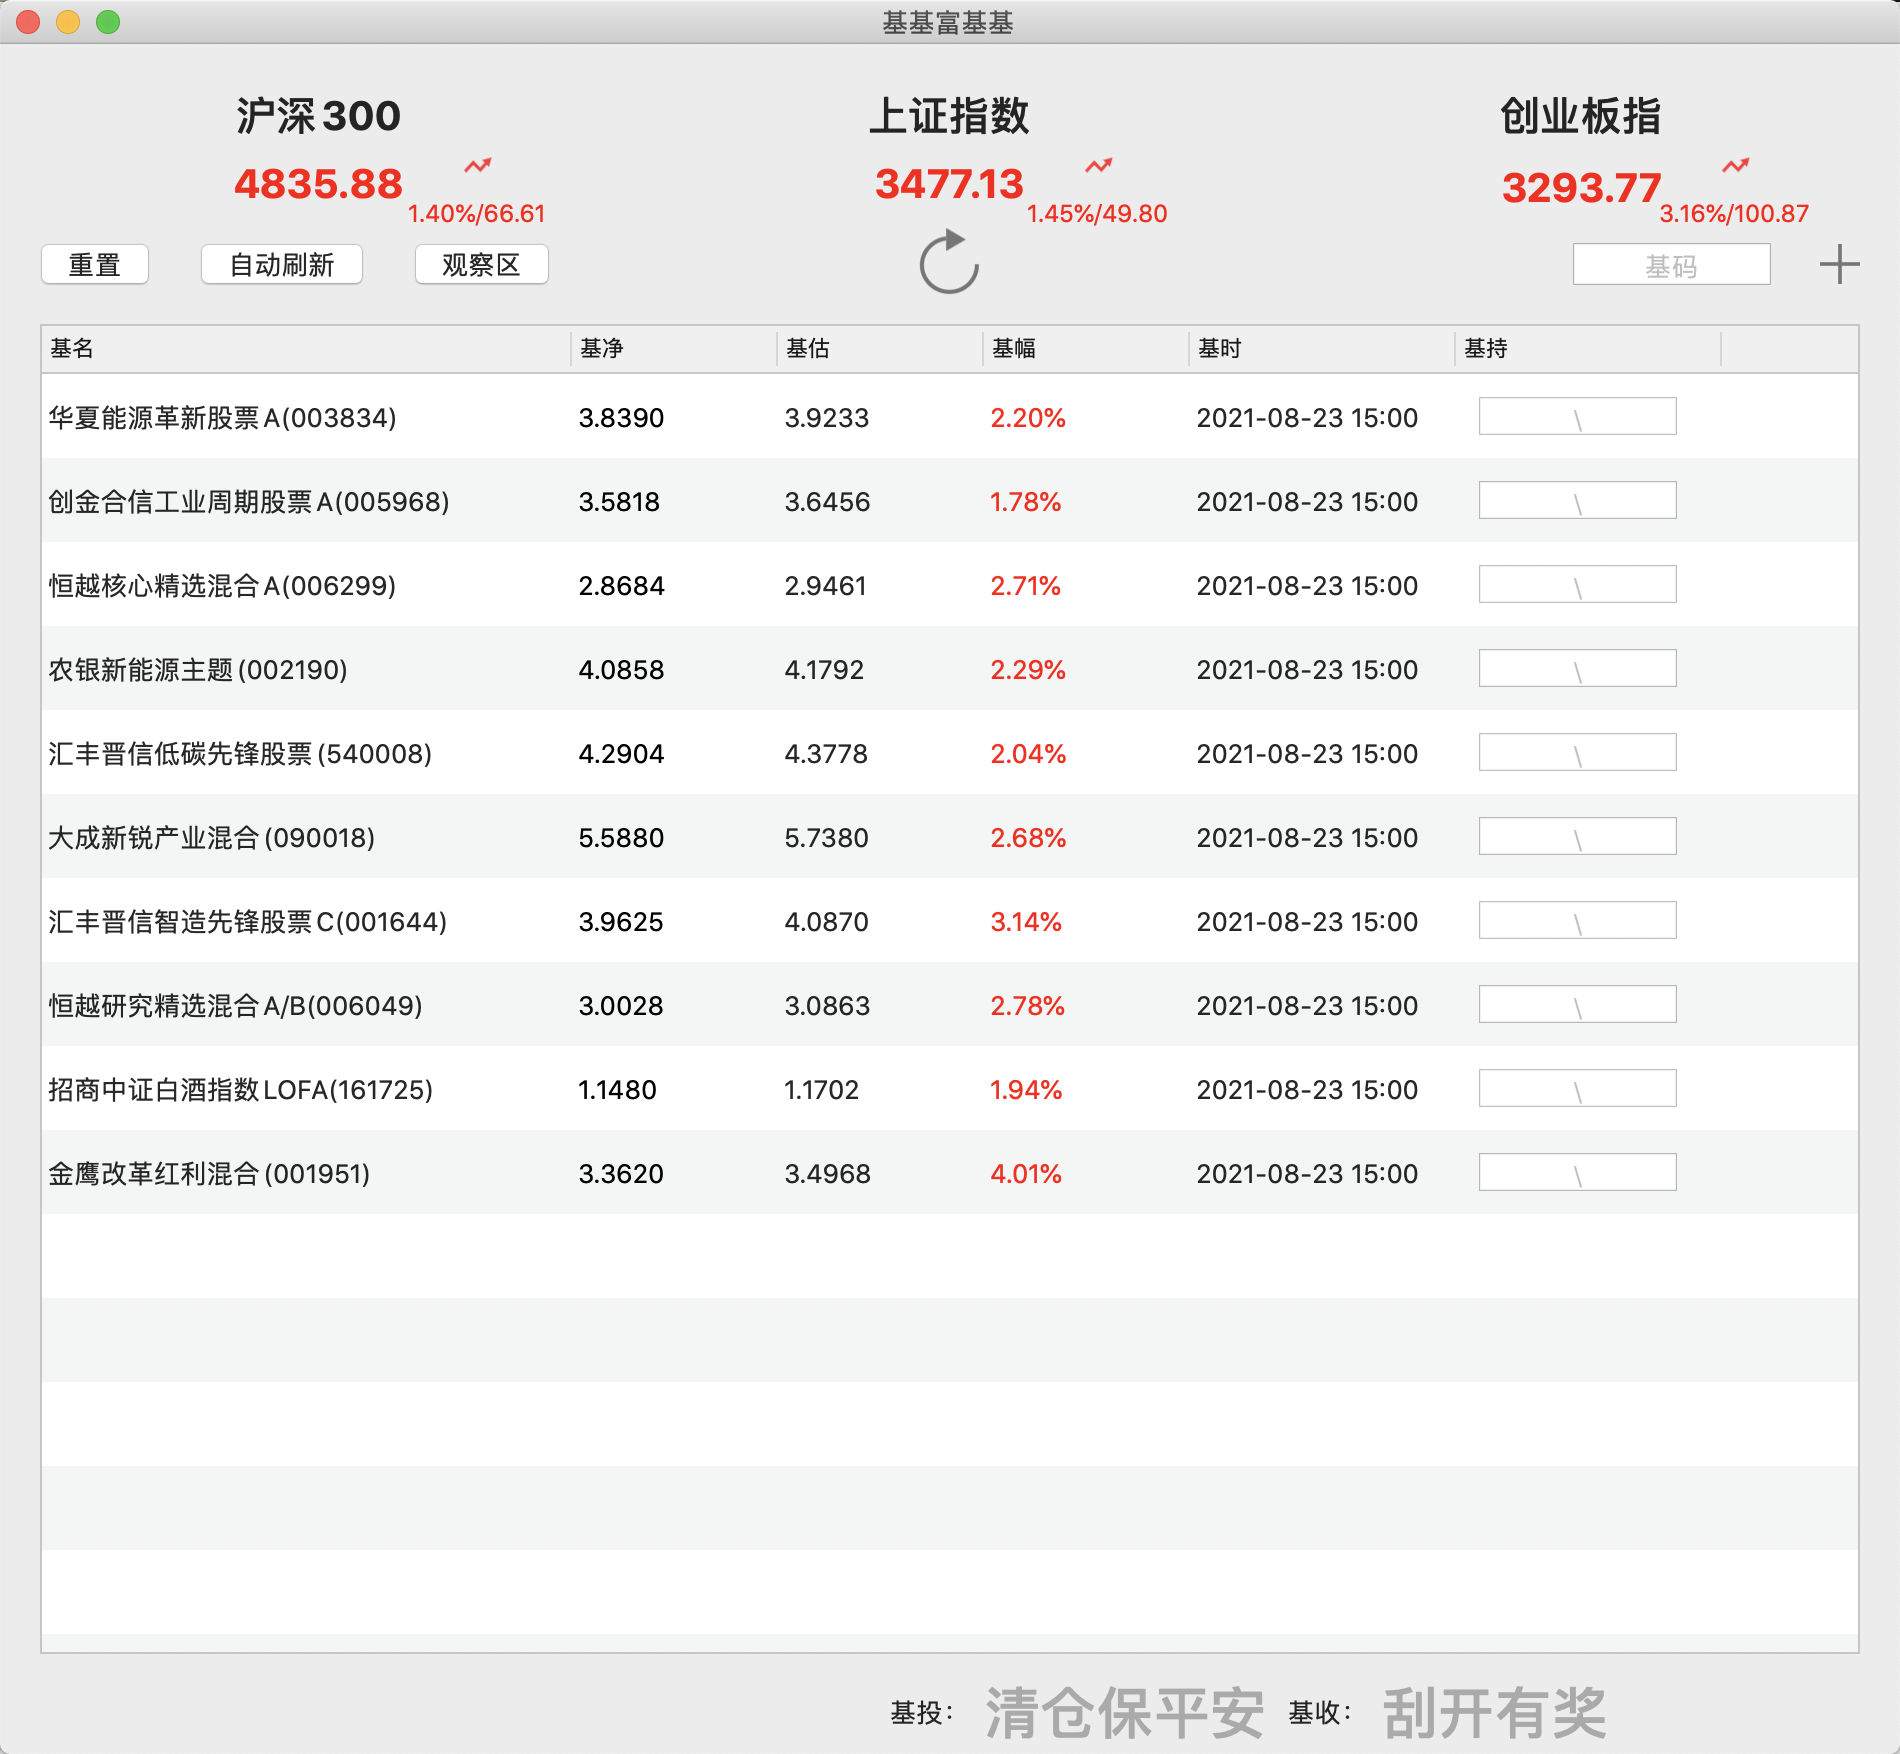 基基富基基
沪深300
4835.88
1.40%/66.61
上证指数
3477.13
1.45%/49.80
创业板指
3293.77
3.16%/100.87
重置 自动刷新 观察区 基码
基名 基净 基估 基幅 基时 基持
华夏能源革新股票A(003834) 3.8390 3.9233 2.20% 2021-08-23 15:00 \
创金合信工业周期股票A(005968) 3.5818 3.6456 1.78% 2021-08-23 15:00 \
恒越核心精选混合A(006299) 2.8684 2.9461 2.71% 2021-08-23 15:00 \
农银新能源主题(002190) 4.0858 4.1792 2.29% 2021-08-23 15:00 \
汇丰晋信低碳先锋股票(540008) 4.2904 4.3778 2.04% 2021-08-23 15:00 \
大成新锐产业混合(090018) 5.5880 5.7380 2.68% 2021-08-23 15:00 \
汇丰晋信智造先锋股票C(001644) 3.9625 4.0870 3.14% 2021-08-23 15:00 \
恒越研究精选混合A/B(006049) 3.0028 3.0863 2.78% 2021-08-23 15:00 \
招商中证白酒指数LOFA(161725) 1.1480 1.1702 1.94% 2021-08-23 15:00 \
金鹰改革红利混合(001951) 3.3620 3.4968 4.01% 2021-08-23 15:00 \
基投： 清仓保平安 基收： 刮开有奖